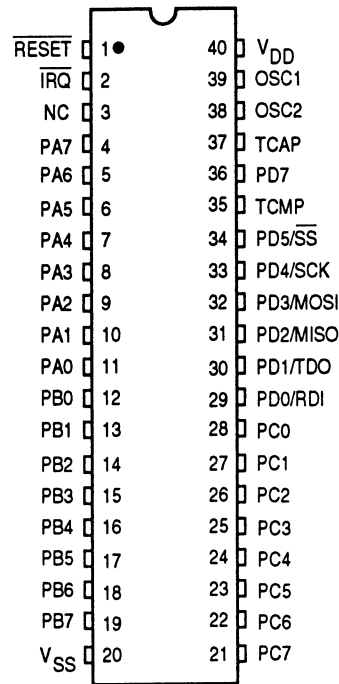 RESET 1 40 VDD
IRQ 2 39 OSC1
NC 3 38 OSC2
PA7 4 37 TCAP
PA6 5 36 PD7
PA5 6 35 TCMP
PA4 7 34 PD5/SS
PA3 8 33 PD4/SCK
PA2 9 32 PD3/MOSI
PA1 10 31 PD2/MISO
PA0 11 30 PD1/TDO
PB0 12 29 PD0/RDI
PB1 13 28 PC0
PB2 14 27 PC1
PB3 15 26 PC2
PB4 16 25 PC3
PB5 17 24 PC4
PB6 18 23 PC5
PB7 19 22 PC6
VSS 20 21 PC7